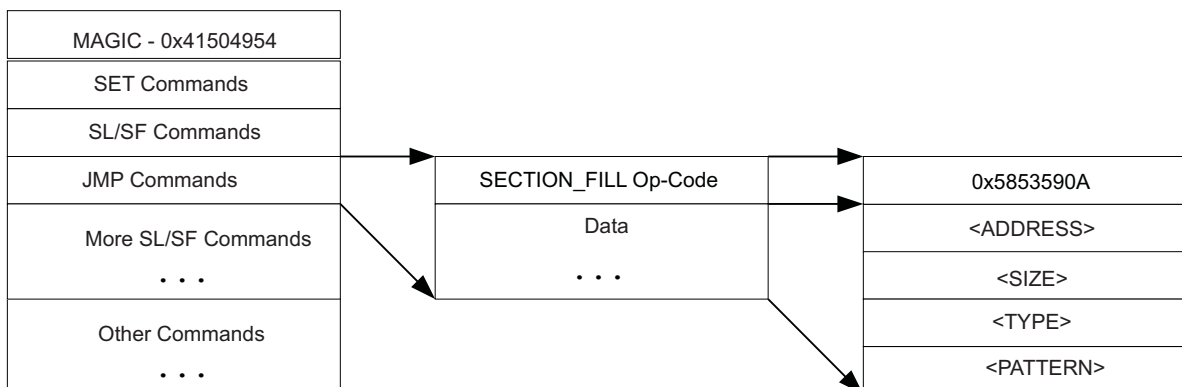 MAGIC - 0x41504954
SET Commands
SL/SF Commands
JMP Commands
More SL/SF Commands
. . .
Other Commands
. . .
SECTION_FILL Op-Code
Data
. . .
0x5853590A
<ADDRESS>
<SIZE>
<TYPE>
<PATTERN>